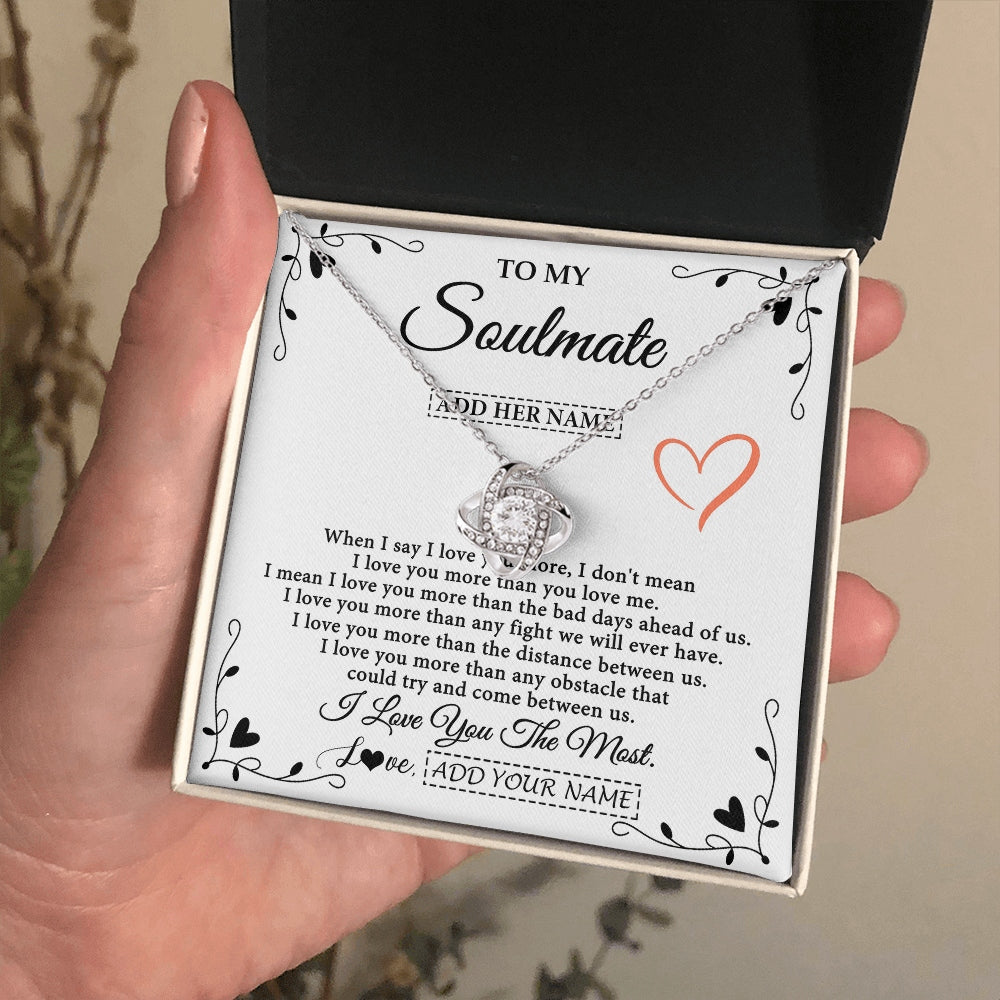 TO MY
Soulmate
ADD HER NAME
When I say I love more, I don't mean
I love you more than you love me.
I mean I love you more than the bad days ahead of us.
I love you more than any fight we will ever have.
I love you more than the distance between us.
I love you more than any obstacle that
could try and come between us.
I Love You The Most.
Love, ADD YOUR NAME